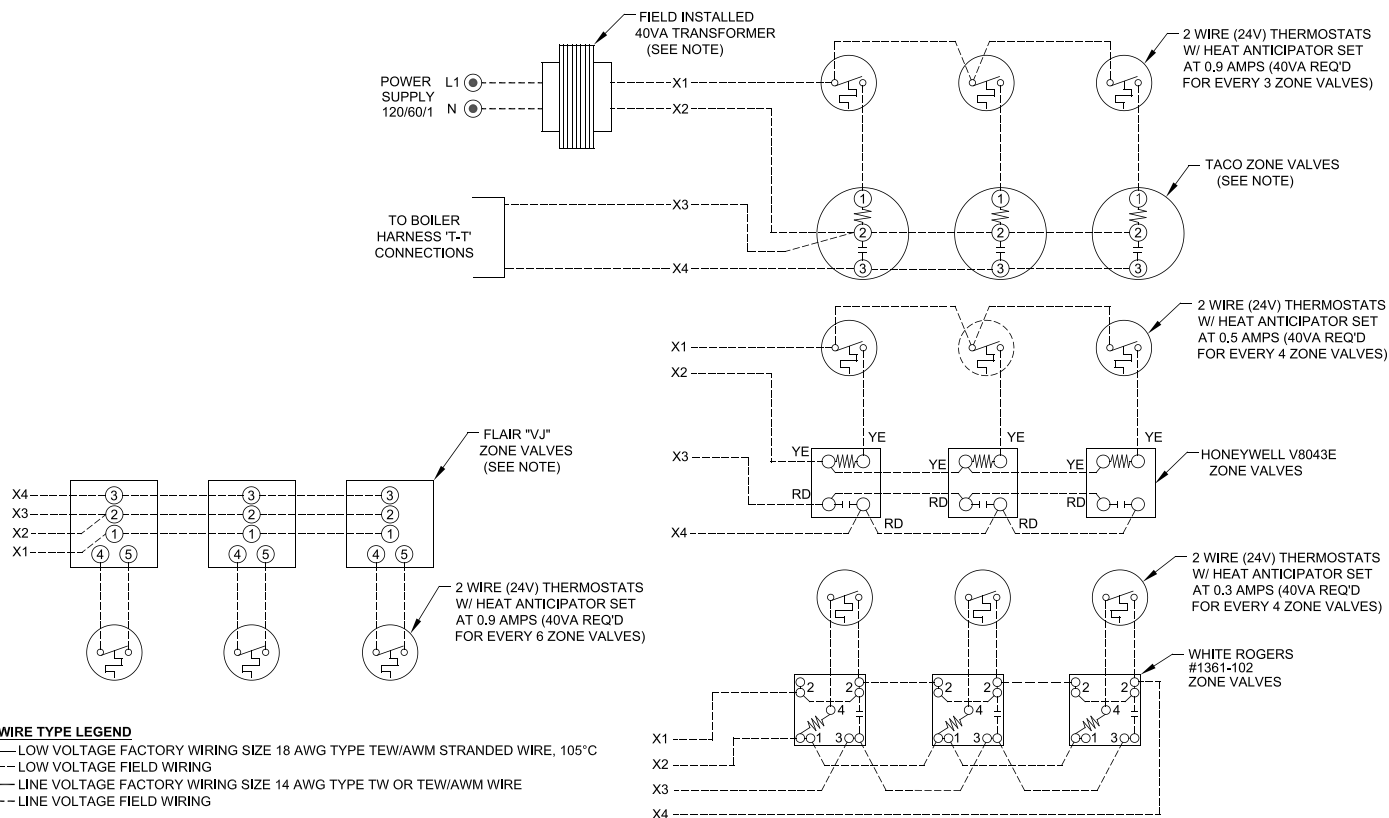 FIELD INSTALLED
40VA TRANSFORMER
(SEE NOTE)
POWER
SUPPLY
120/60/1
L1
N
X1
X2
2 WIRE (24V) THERMOSTATS
W/ HEAT ANTICIPATOR SET
AT 0.9 AMPS (40VA REQ'D
FOR EVERY 3 ZONE VALVES)
TACO ZONE VALVES
(SEE NOTE)
TO BOILER
HARNESS 'T-T'
CONNECTIONS
X3
X4
1 1 1
2 2 2
3 3 3
2 WIRE (24V) THERMOSTATS
W/ HEAT ANTICIPATOR SET
AT 0.5 AMPS (40VA REQ'D
FOR EVERY 4 ZONE VALVES)
X1
X2
YE YE YE
X3
YE YE YE
HONEYWELL V8043E
ZONE VALVES
RD RD RD
X4
RD RD
FLAIR "VJ"
ZONE VALVES
(SEE NOTE)
X4 3 3 3
X3 2 2 2
X2 1 1 1
X1 4 5 4 5 4 5
2 WIRE (24V) THERMOSTATS
W/ HEAT ANTICIPATOR SET
AT 0.9 AMPS (40VA REQ'D
FOR EVERY 6 ZONE VALVES)
2 WIRE (24V) THERMOSTATS
W/ HEAT ANTICIPATOR SET
AT 0.3 AMPS (40VA REQ'D
FOR EVERY 4 ZONE VALVES)
WHITE ROGERS
#1361-102
ZONE VALVES
2 2 2 2 2 2
4 4 4
1 3 1 3 1 3
X1
X2
X3
X4
WIRE TYPE LEGEND
LOW VOLTAGE FACTORY WIRING SIZE 18 AWG TYPE TEW/AWM STRANDED WIRE, 105°C
LOW VOLTAGE FIELD WIRING
LINE VOLTAGE FACTORY WIRING SIZE 14 AWG TYPE TW OR TEW/AWM WIRE
LINE VOLTAGE FIELD WIRING